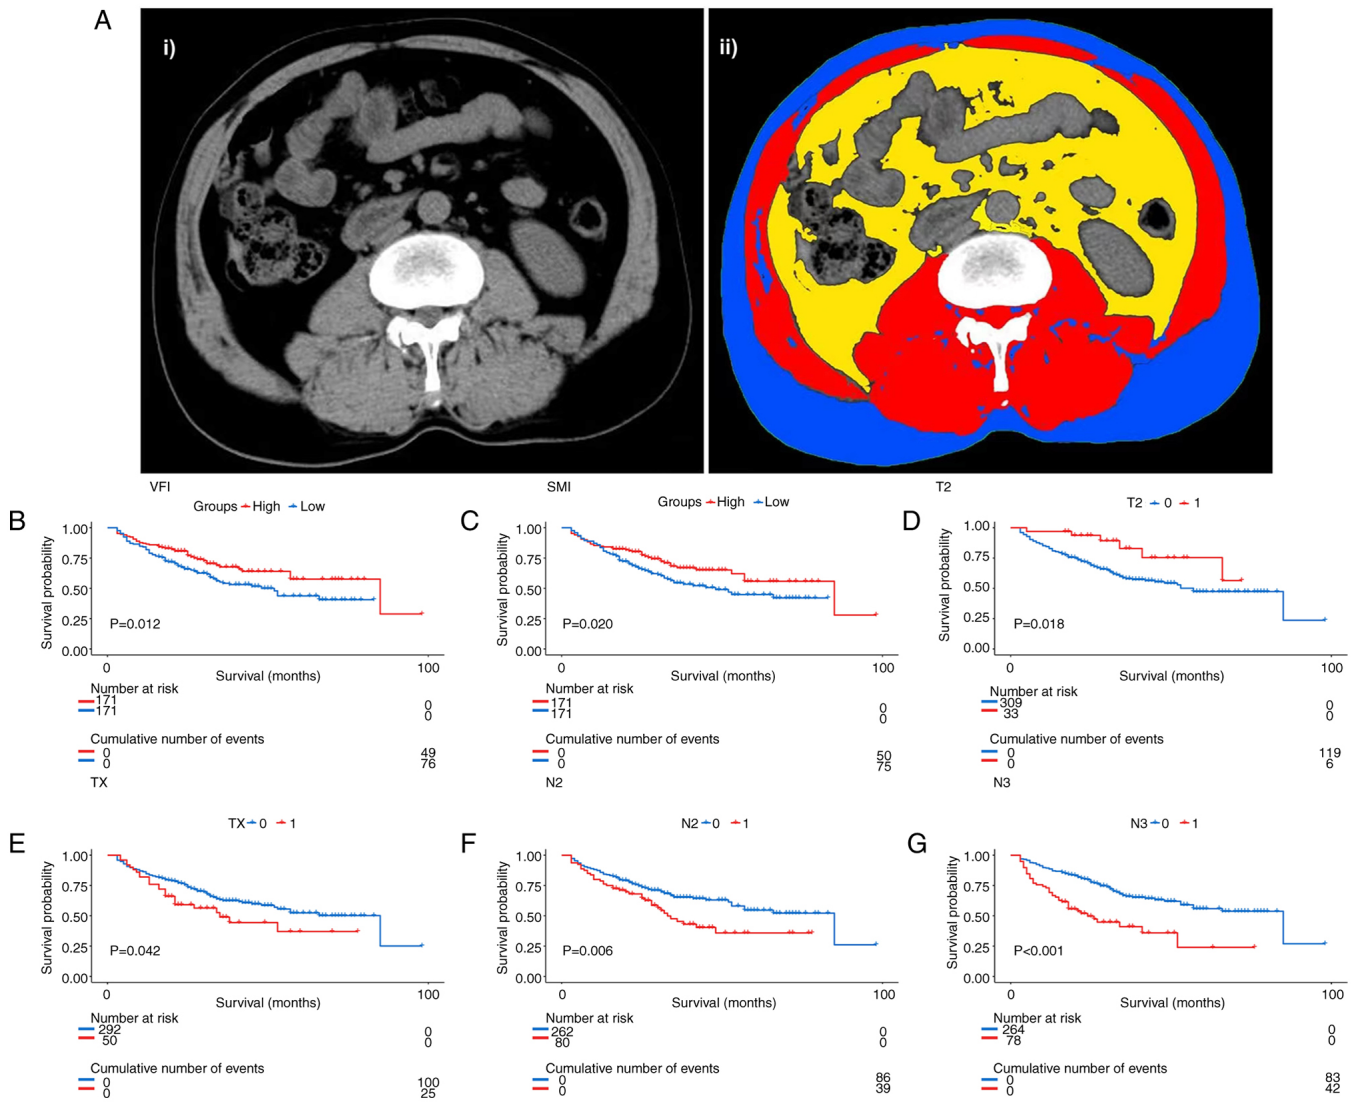 A
i)
ii)
VFI
SMI
T2
B
Groups High Low
1.00
0.75
0.50
0.25
0.00
Survival probability
P=0.012
0
100
Survival (months)
Number at risk
171
0
171
0
Cumulative number of events
0
49
0
76
C
Groups High Low
1.00
0.75
0.50
0.25
0.00
Survival probability
P=0.020
0
100
Survival (months)
Number at risk
171
0
171
0
Cumulative number of events
0
50
0
75
D
T2 0 1
1.00
0.75
0.50
0.25
0.00
Survival probability
P=0.018
0
100
Survival (months)
Number at risk
309
0
33
0
Cumulative number of events
0
119
0
6
TX
N2
N3
E
TX 0 1
1.00
0.75
0.50
0.25
0.00
Survival probability
P=0.042
0
100
Survival (months)
Number at risk
292
0
50
0
Cumulative number of events
0
100
0
25
F
N2 0 1
1.00
0.75
0.50
0.25
0.00
Survival probability
P=0.006
0
100
Survival (months)
Number at risk
262
0
80
0
Cumulative number of events
0
86
0
39
G
N3 0 1
1.00
0.75
0.50
0.25
0.00
Survival probability
P<0.001
0
100
Survival (months)
Number at risk
264
0
78
0
Cumulative number of events
0
83
0
42